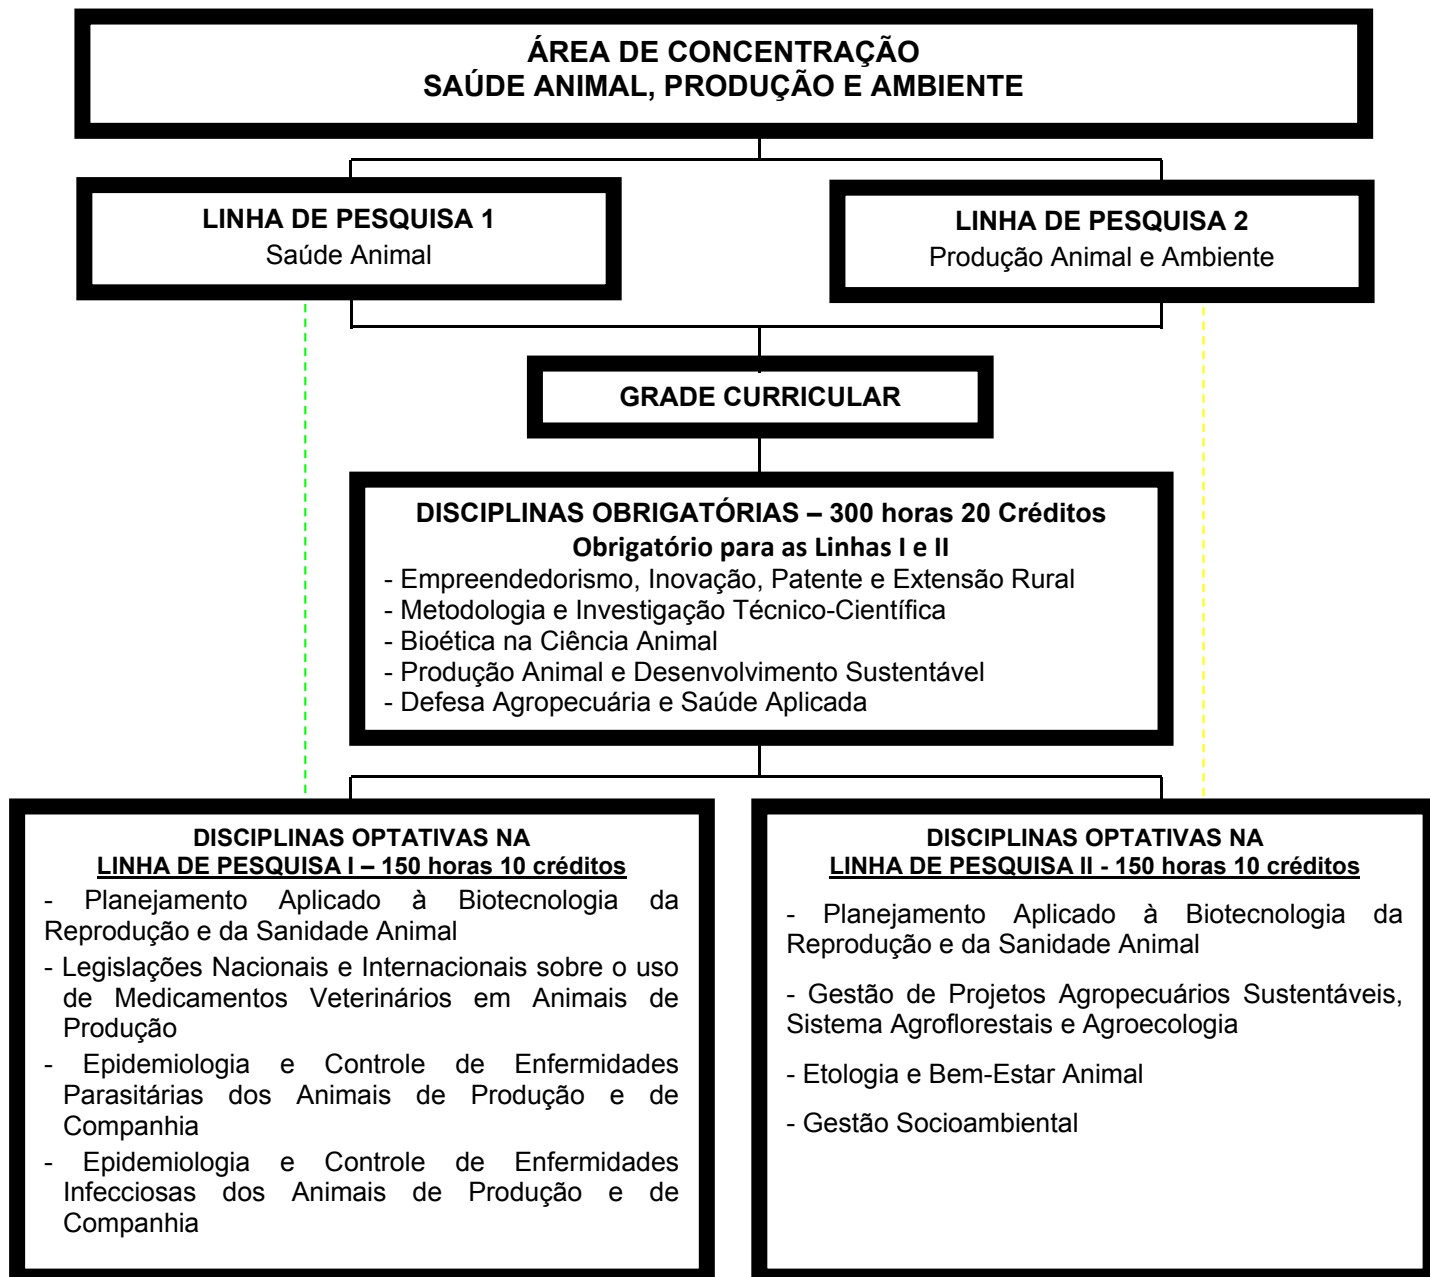 ÁREA DE CONCENTRAÇÃO
SAÚDE ANIMAL, PRODUÇÃO E AMBIENTE
LINHA DE PESQUISA 1
Saúde Animal
LINHA DE PESQUISA 2
Produção Animal e Ambiente
GRADE CURRICULAR
DISCIPLINAS OBRIGATÓRIAS – 300 horas 20 Créditos
Obrigatório para as Linhas I e II
- Empreendedorismo, Inovação, Patente e Extensão Rural
- Metodologia e Investigação Técnico-Científica
- Bioética na Ciência Animal
- Produção Animal e Desenvolvimento Sustentável
- Defesa Agropecuária e Saúde Aplicada
DISCIPLINAS OPTATIVAS NA
LINHA DE PESQUISA I – 150 horas 10 créditos
- Planejamento Aplicado à Biotecnologia da
Reprodução e da Sanidade Animal
- Legislações Nacionais e Internacionais sobre o uso
de Medicamentos Veterinários em Animais de
Produção
- Epidemiologia e Controle de Enfermidades
Parasitárias dos Animais de Produção e de
Companhia
- Epidemiologia e Controle de Enfermidades
Infecciosas dos Animais de Produção e de
Companhia
DISCIPLINAS OPTATIVAS NA
LINHA DE PESQUISA II - 150 horas 10 créditos
- Planejamento Aplicado à Biotecnologia da
Reprodução e da Sanidade Animal
- Gestão de Projetos Agropecuários Sustentáveis,
Sistema Agroflorestais e Agroecologia
- Etologia e Bem-Estar Animal
- Gestão Socioambiental